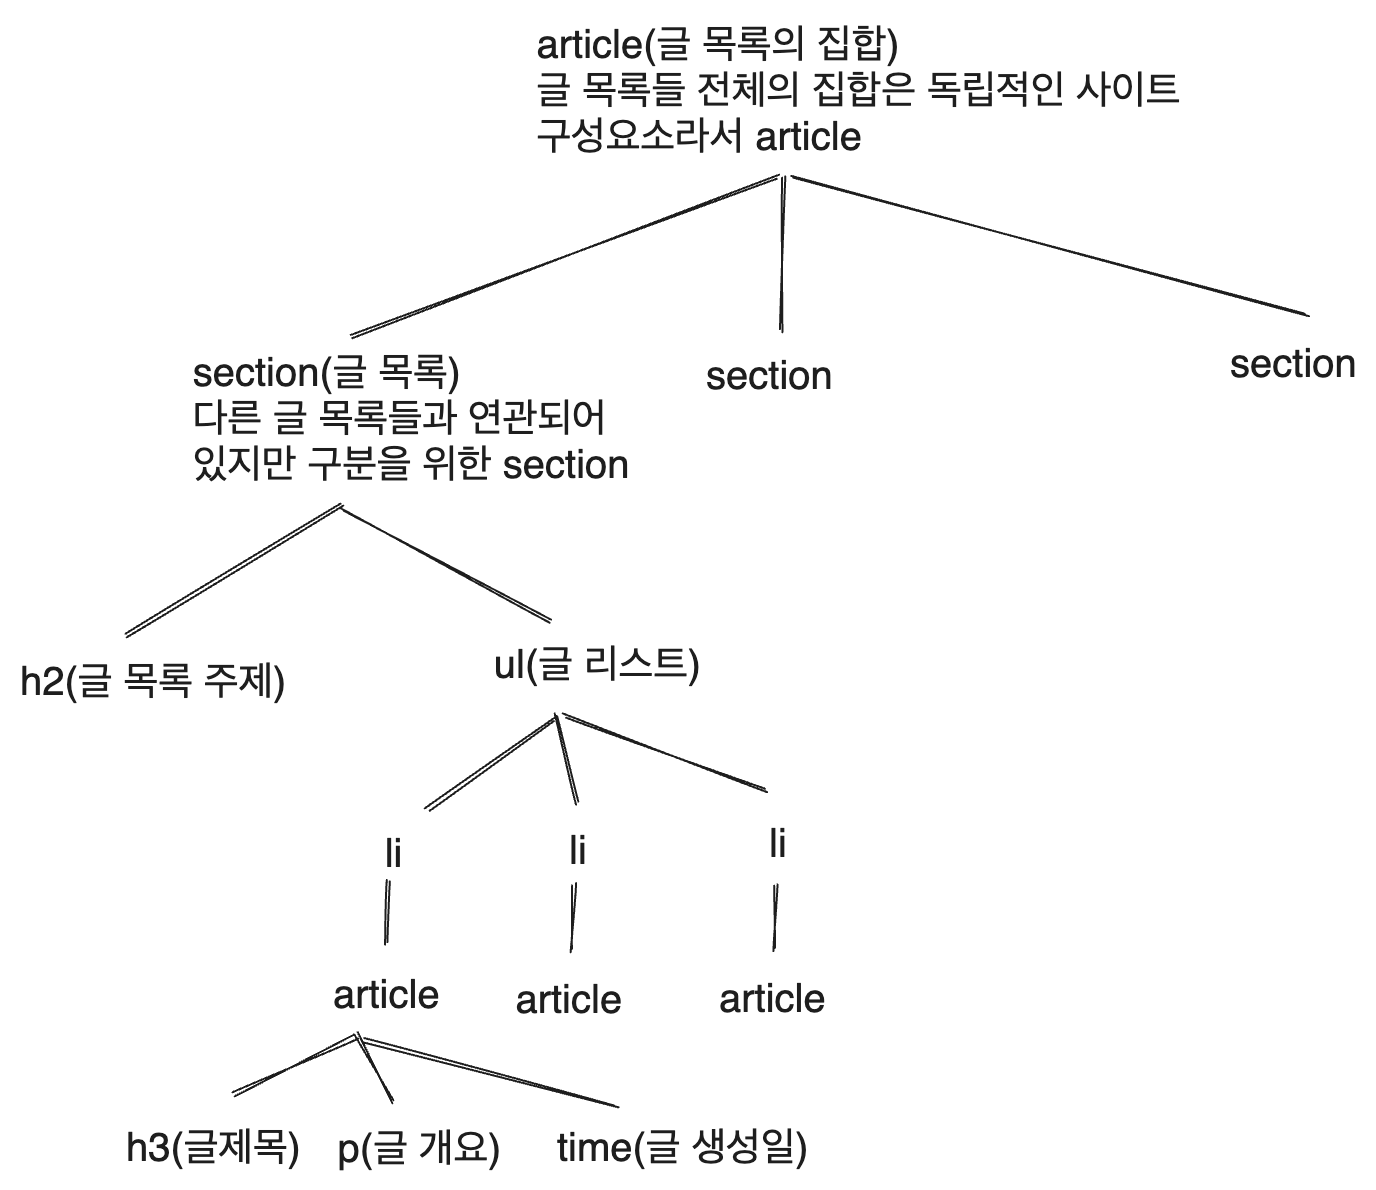 article(글 목록의 집합)
글 목록들 전체의 집합은 독립적인 사이트
구성요소라서 article
section(글 목록)
다른 글 목록들과 연관되어
있지만 구분을 위한 section
section
section
h2(글 목록 주제)
ul(글 리스트)
li
li
li
article
article
article
h3(글제목)
p(글 개요)
time(글 생성일)